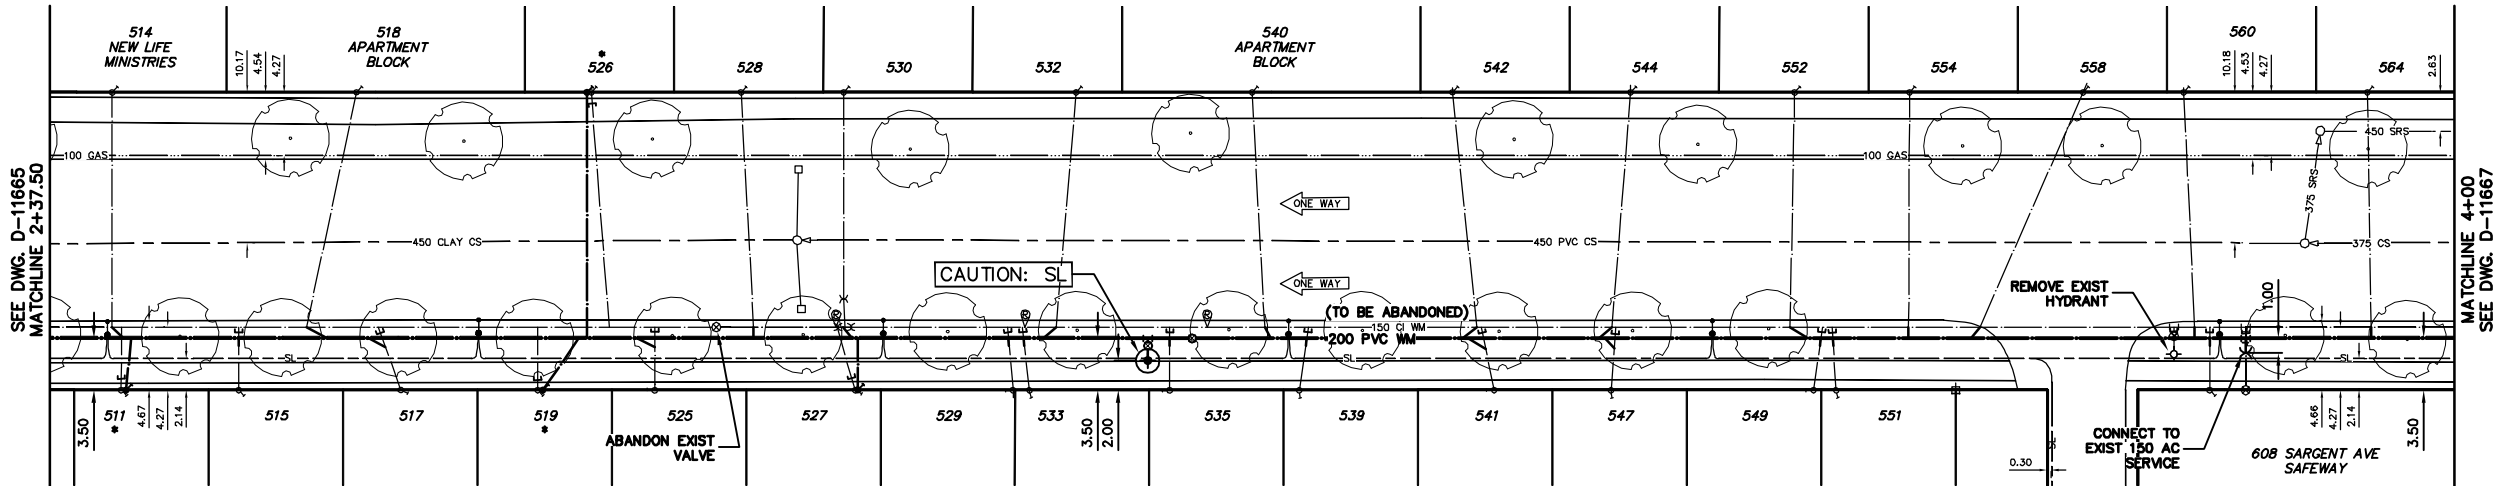 514
NEW LIFE
MINISTRIES
10.17
4.54
4.27
518
APARTMENT
BLOCK
*
526
528
530
532
540
APARTMENT
BLOCK
542
544
552
554
558
560
10.18
4.53
4.27
564
2.63
SEE DWG. D-11665
MATCHLINE 2+37.50
100 GAS
100 GAS
450 SRS
375 SRS
ONE WAY
450 CLAY CS
450 PVC CS
375 CS
MATCHLINE 4+00
SEE DWG. D-11667
CAUTION: SL
ONE WAY
REMOVE EXIST
HYDRANT
1.00
(TO BE ABANDONED)
150 CI WM
200 PVC WM
SL
SL
SL
3.50
511
*
4.67
4.27
2.14
515
517
519
*
525
527
529
533
3.50
2.00
535
539
541
547
549
551
ABANDON EXIST
VALVE
0.30
SL
CONNECT TO
EXIST 150 AC
SERVICE
4.66
4.27
2.14
3.50
608 SARGENT AVE
SAFEWAY